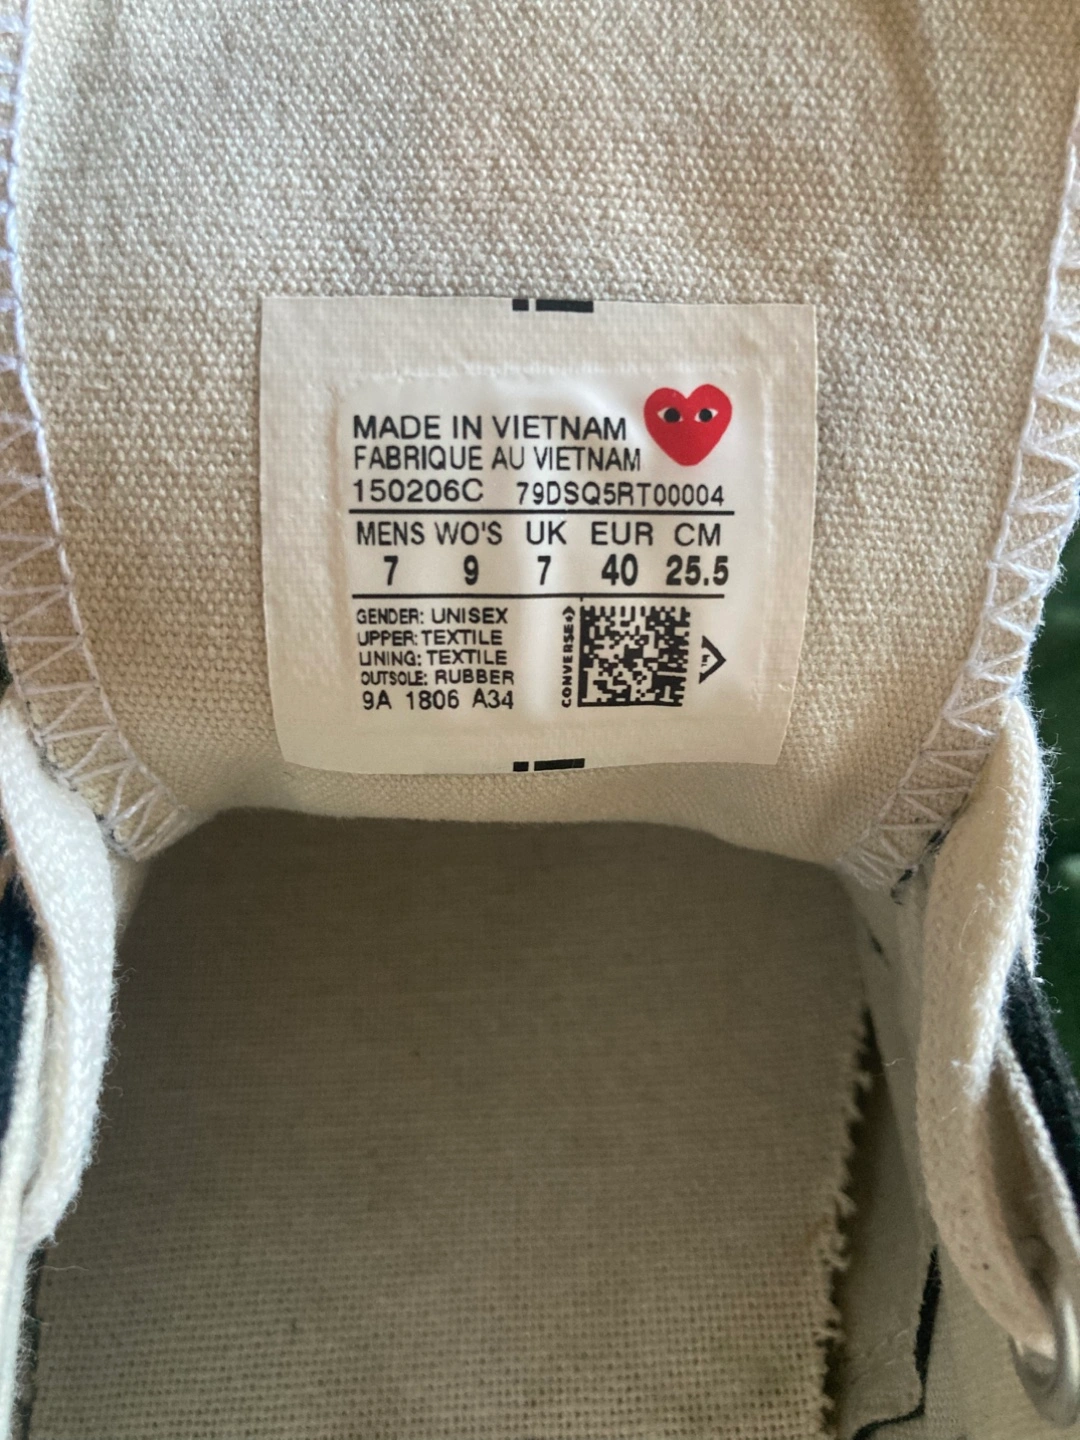 MADE IN VIETNAM
FABRIQUE AU VIETNAM
150206C 79DSQ5RT00004
MENS WO'S UK EUR CM
7 9 7 40 25.5
GENDER: UNISEX
UPPER: TEXTILE
LINING: TEXTILE
OUTSOLE: RUBBER
9A 1806 A34
CONVERSE
TM